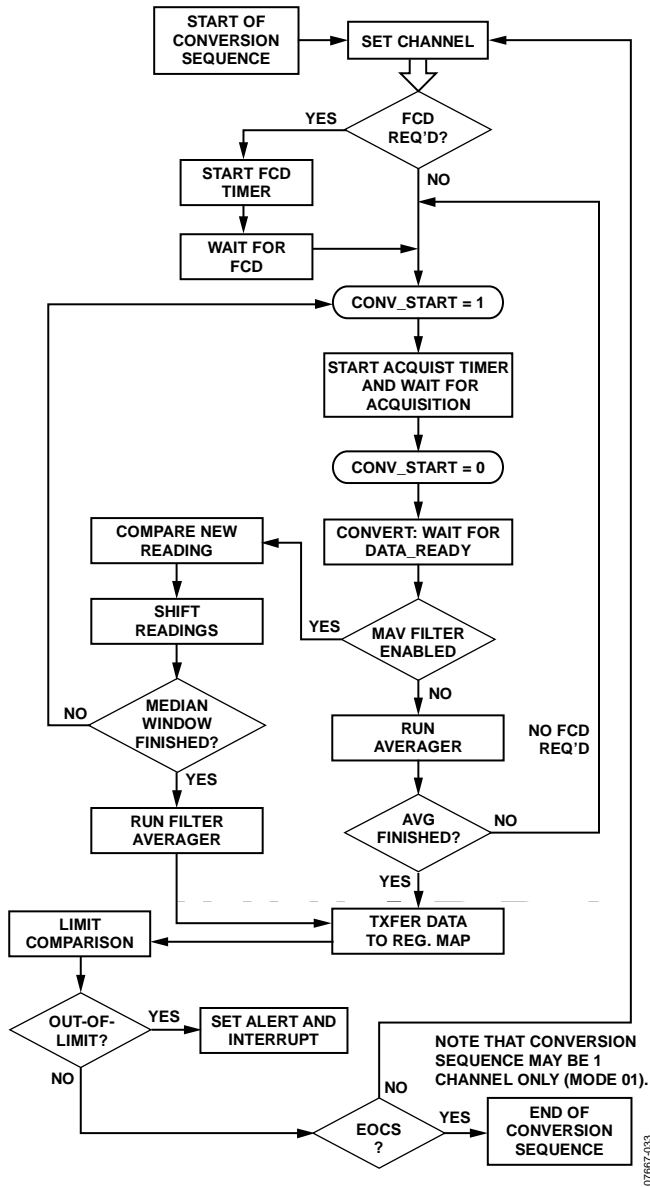 START OF
CONVERSION
SEQUENCE
SET CHANNEL
YES
FCD
REQ'D?
START FCD
TIMER
NO
WAIT FOR
FCD
CONV_START = 1
START ACQUIST TIMER
AND WAIT FOR
ACQUISITION
CONV_START = 0
COMPARE NEW
READING
CONVERT: WAIT FOR
DATA_READY
SHIFT
READINGS
YES
MAV FILTER
ENABLED
NO
MEDIAN
WINDOW
FINISHED?
NO
RUN
AVERAGER
NO FCD
REQ'D
YES
RUN FILTER
AVERAGER
AVG
FINISHED?
NO
YES
LIMIT
COMPARISON
TXFER DATA
TO REG. MAP
OUT-OF-
LIMIT?
YES
SET ALERT AND
INTERRUPT
NOTE THAT CONVERSION
SEQUENCE MAY BE 1
CHANNEL ONLY (MODE 01).
NO
NO
EOCS
?
YES
END OF
CONVERSION
SEQUENCE
07667-033